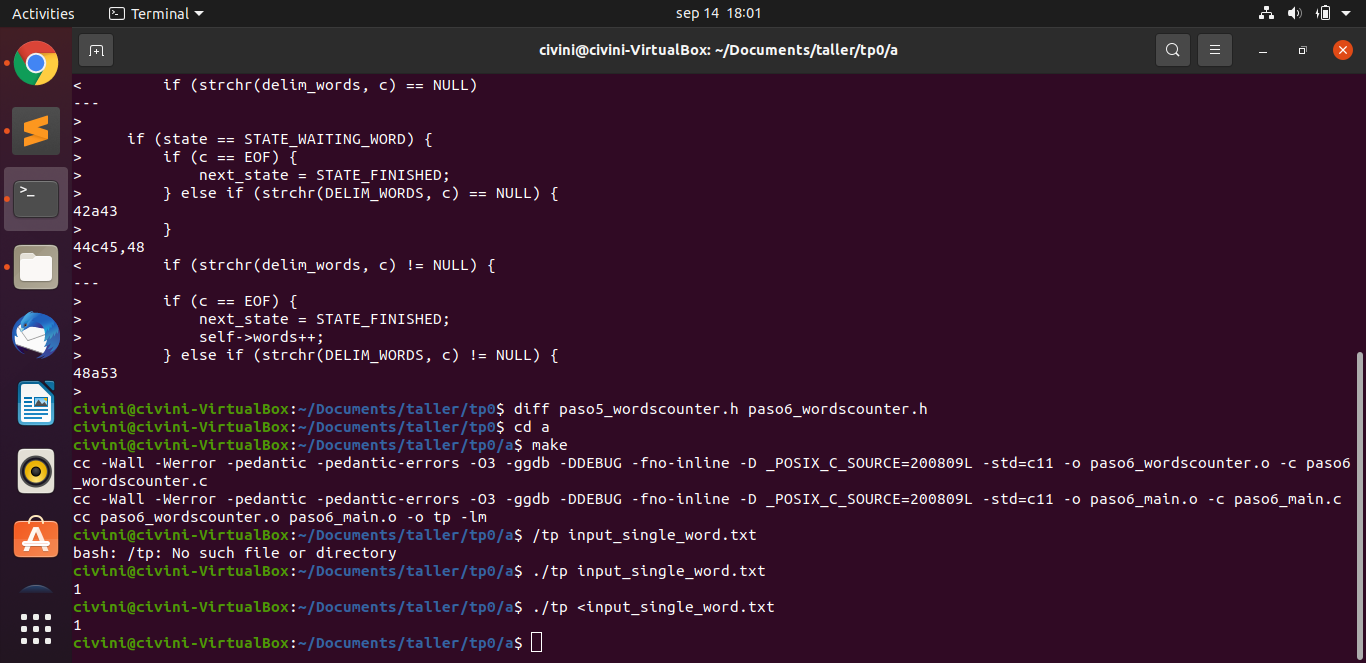 Activities Terminal sep 14 18:01
civini@civini-VirtualBox: ~/Documents/taller/tp0/a
<         if (strchr(delim_words, c) == NULL)
---
>
>     if (state == STATE_WAITING_WORD) {
>         if (c == EOF) {
>             next_state = STATE_FINISHED;
>         } else if (strchr(DELIM_WORDS, c) == NULL) {
42a43
>         }
44c45,48
<         if (strchr(delim_words, c) != NULL) {
---
>         if (c == EOF) {
>             next_state = STATE_FINISHED;
>             self->words++;
>         } else if (strchr(DELIM_WORDS, c) != NULL) {
48a53
>
civini@civini-VirtualBox:~/Documents/taller/tp0$ diff paso5_wordscounter.h paso6_wordscounter.h
civini@civini-VirtualBox:~/Documents/taller/tp0$ cd a
civini@civini-VirtualBox:~/Documents/taller/tp0/a$ make
cc -Wall -Werror -pedantic -pedantic-errors -O3 -ggdb -DDEBUG -fno-inline -D _POSIX_C_SOURCE=200809L -std=c11 -o paso6_wordscounter.o -c paso6
_wordscounter.c
cc -Wall -Werror -pedantic -pedantic-errors -O3 -ggdb -DDEBUG -fno-inline -D _POSIX_C_SOURCE=200809L -std=c11 -o paso6_main.o -c paso6_main.c
cc paso6_wordscounter.o paso6_main.o -o tp -lm
civini@civini-VirtualBox:~/Documents/taller/tp0/a$ /tp input_single_word.txt
bash: /tp: No such file or directory
civini@civini-VirtualBox:~/Documents/taller/tp0/a$ ./tp input_single_word.txt
1
civini@civini-VirtualBox:~/Documents/taller/tp0/a$ ./tp <input_single_word.txt
1
civini@civini-VirtualBox:~/Documents/taller/tp0/a$